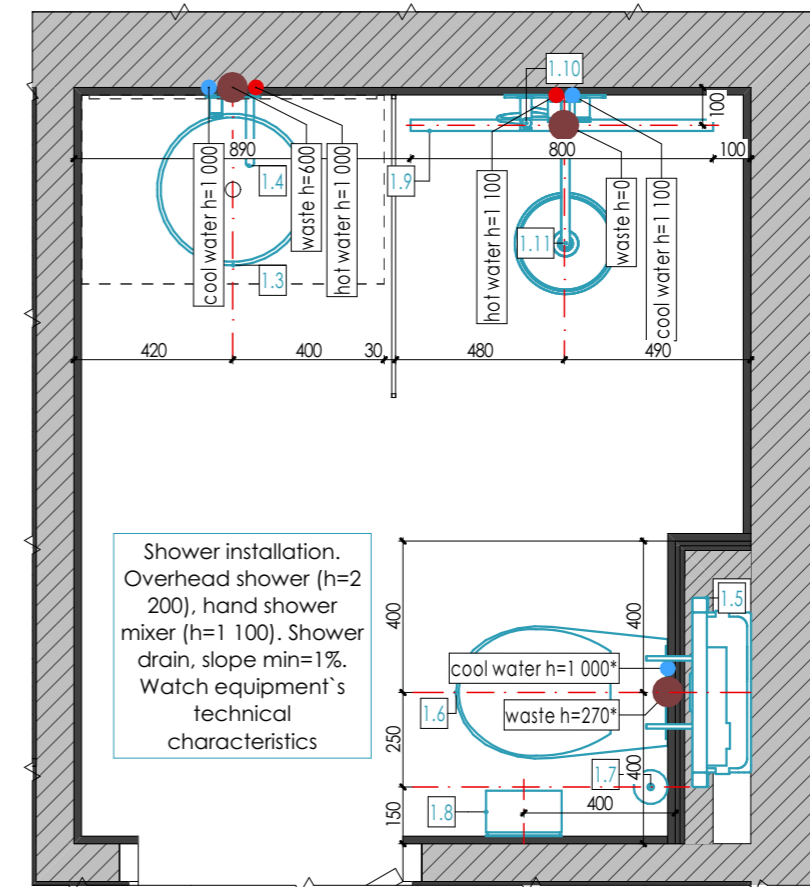 1.10
100
890
800
100
1.4
1.9
cool water h=1 000
waste h=600
hot water h=1 000
hot water h=1 100
waste h=0
cool water h=1 100
1.11
1.3
420
400
30
480
490
Shower installation.
Overhead shower (h=2
200), hand shower
mixer (h=1 100). Shower
drain, slope min=1%.
Watch equipment`s
technical
characteristics
400
400
1.5
cool water h=1 000*
1.6
waste h=270*
250
400
1.7
150
1.8
400